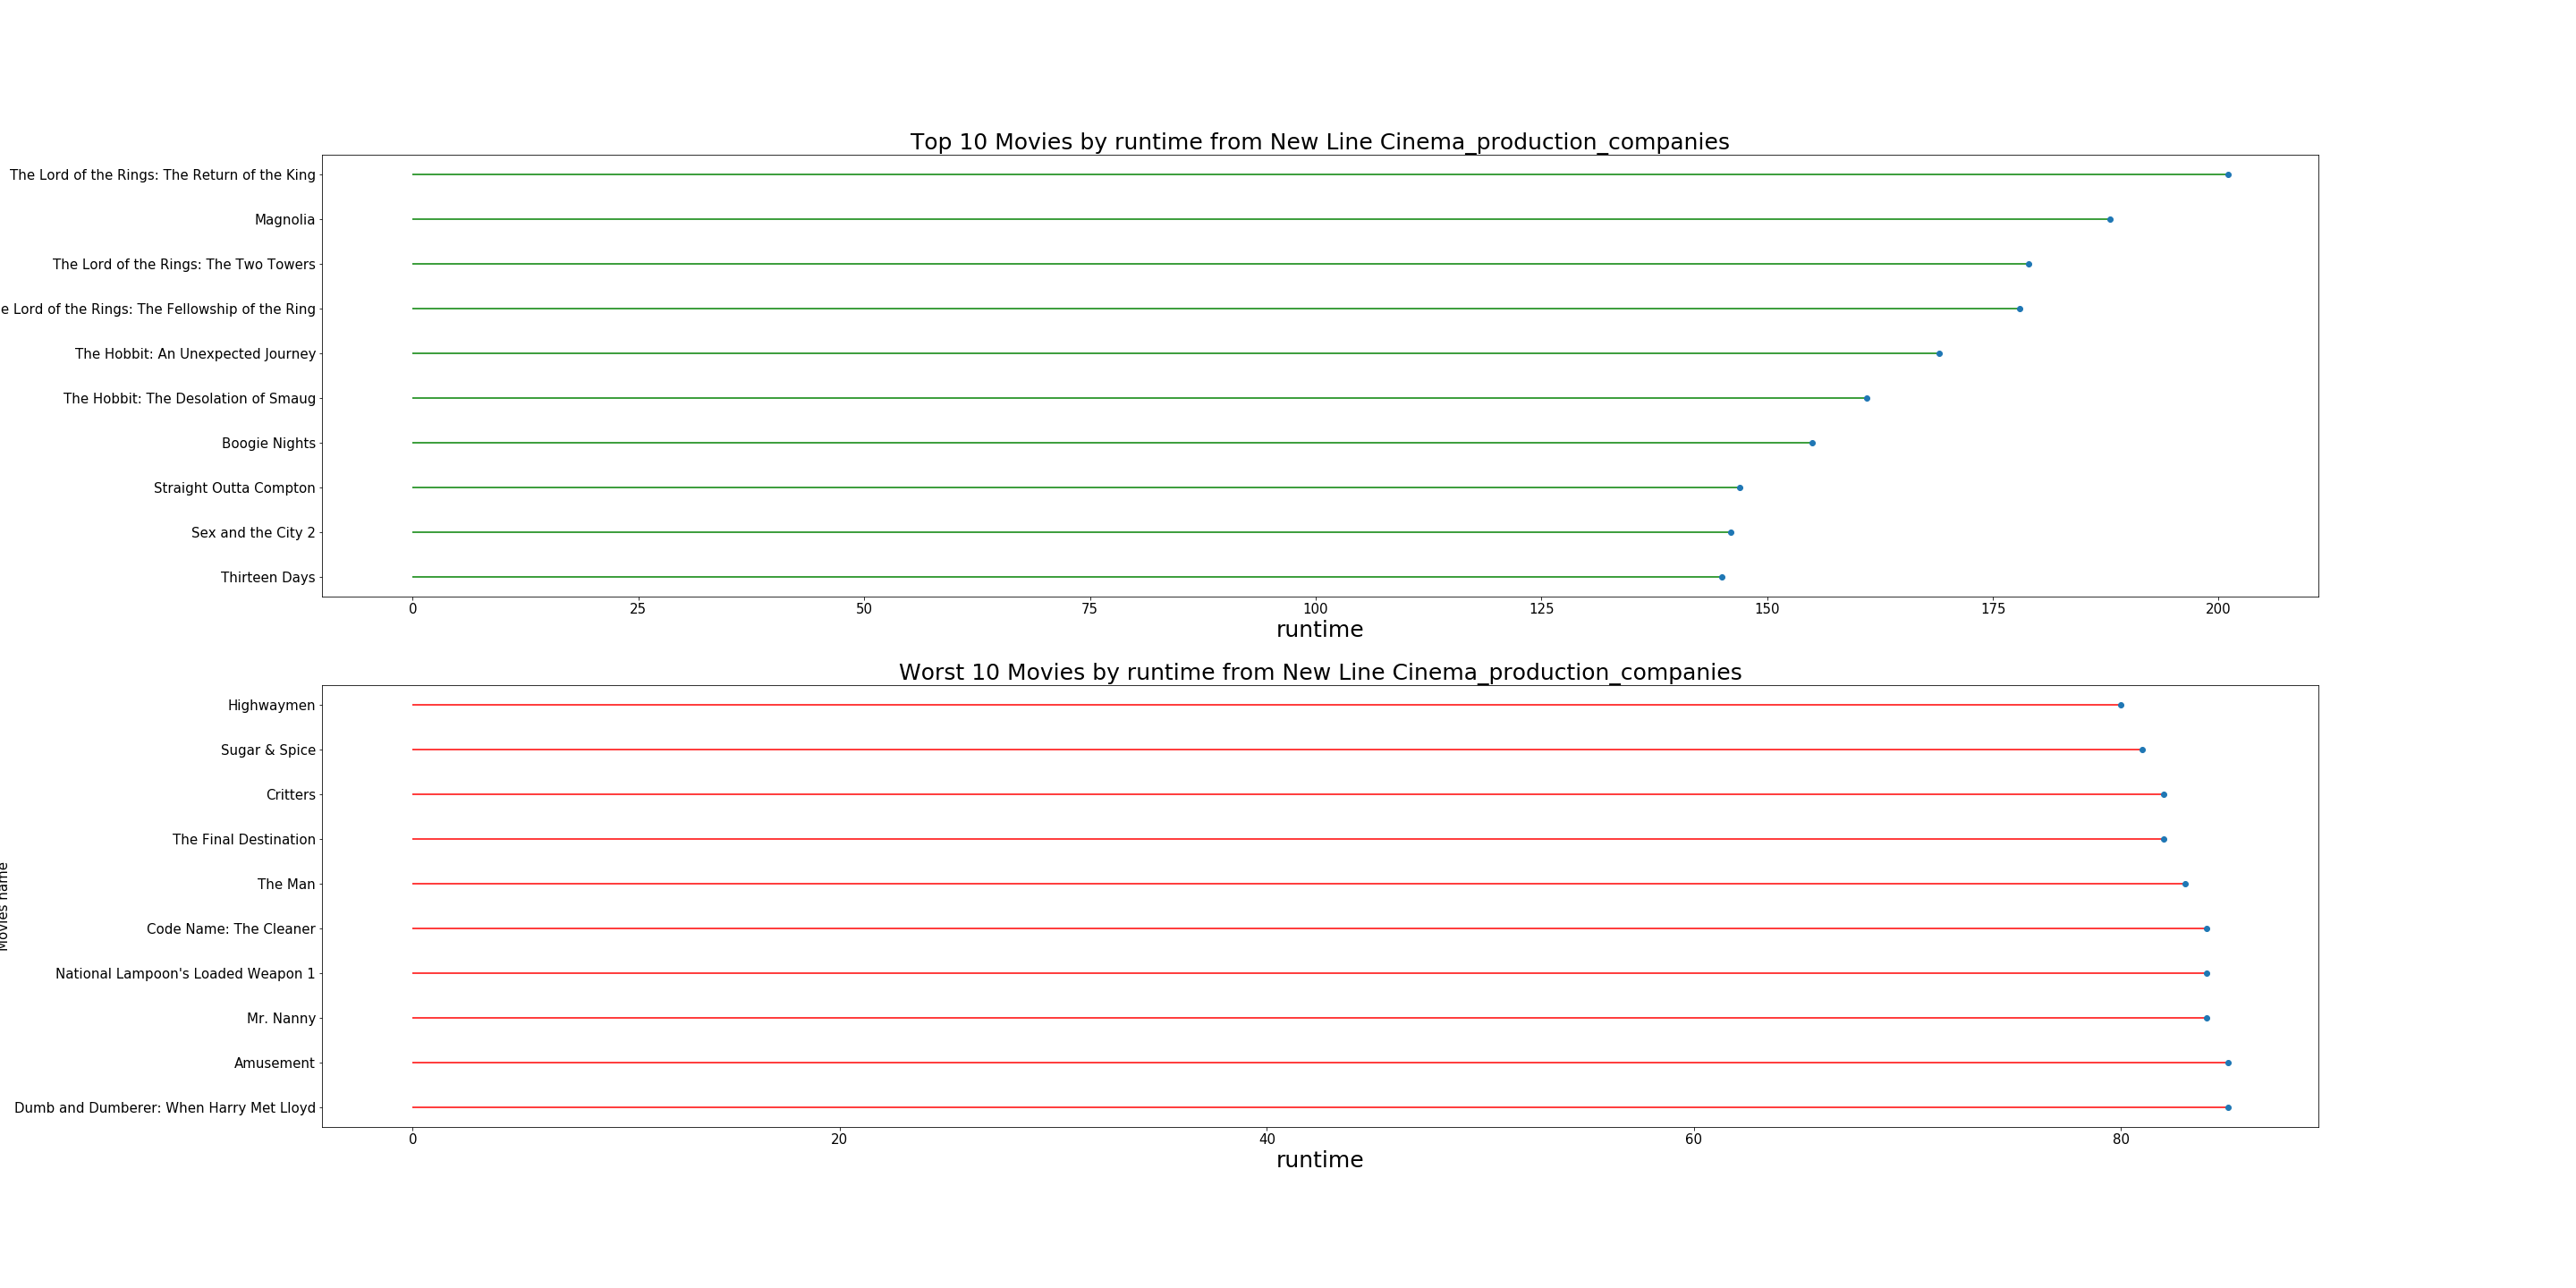 Top 10 Movies by runtime from New Line Cinema_production_companies
The Lord of the Rings: The Return of the King
Magnolia
The Lord of the Rings: The Two Towers
e Lord of the Rings: The Fellowship of the Ring
The Hobbit: An Unexpected Journey
The Hobbit: The Desolation of Smaug
Boogie Nights
Straight Outta Compton
Sex and the City 2
Thirteen Days
0 25 50 75 100 125 150 175 200
runtime
Worst 10 Movies by runtime from New Line Cinema_production_companies
Highwaymen
Sugar & Spice
Critters
The Final Destination
The Man
Code Name: The Cleaner
National Lampoon's Loaded Weapon 1
Mr. Nanny
Amusement
Dumb and Dumberer: When Harry Met Lloyd
Movies name
0 20 40 60 80
runtime